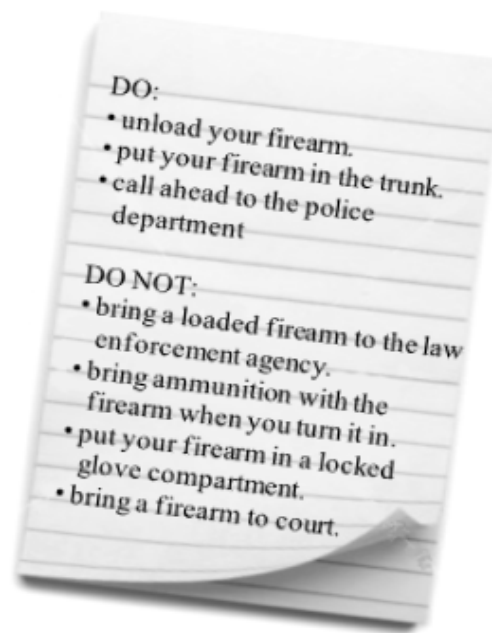 DO:
• unload your firearm.
• put your firearm in the trunk.
• call ahead to the police
department
DO NOT:
• bring a loaded firearm to the law
enforcement agency.
• bring ammunition with the
firearm when you turn it in.
• put your firearm in a locked
glove compartment.
• bring a firearm to court.